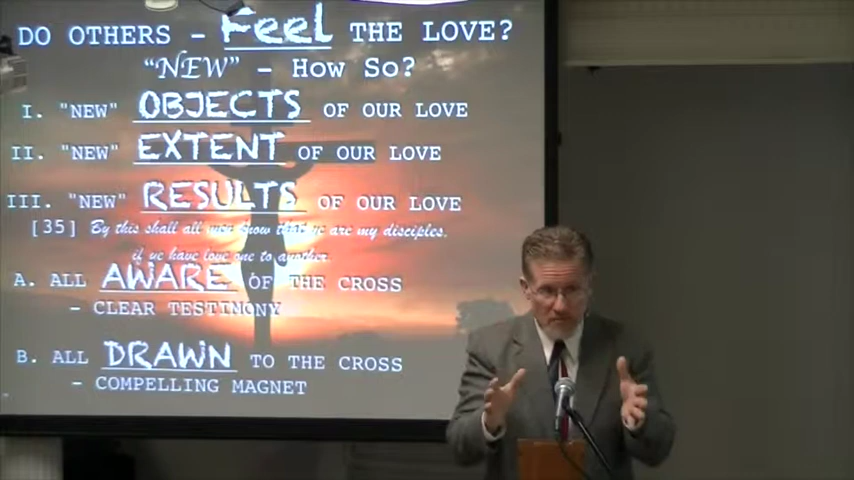 DO OTHERS – Feel THE LOVE?
"NEW" – HOW SO?
I. "NEW" OBJECTS OF OUR LOVE
II. "NEW" EXTENT OF OUR LOVE
III. "NEW" RESULTS OF OUR LOVE
[35] By this shall all men know that ye are my disciples.
if ye have love one to another
A. ALL AWARE OF THE CROSS
– CLEAR TESTIMONY
B. ALL DRAWN TO THE CROSS
– COMPELLING MAGNET